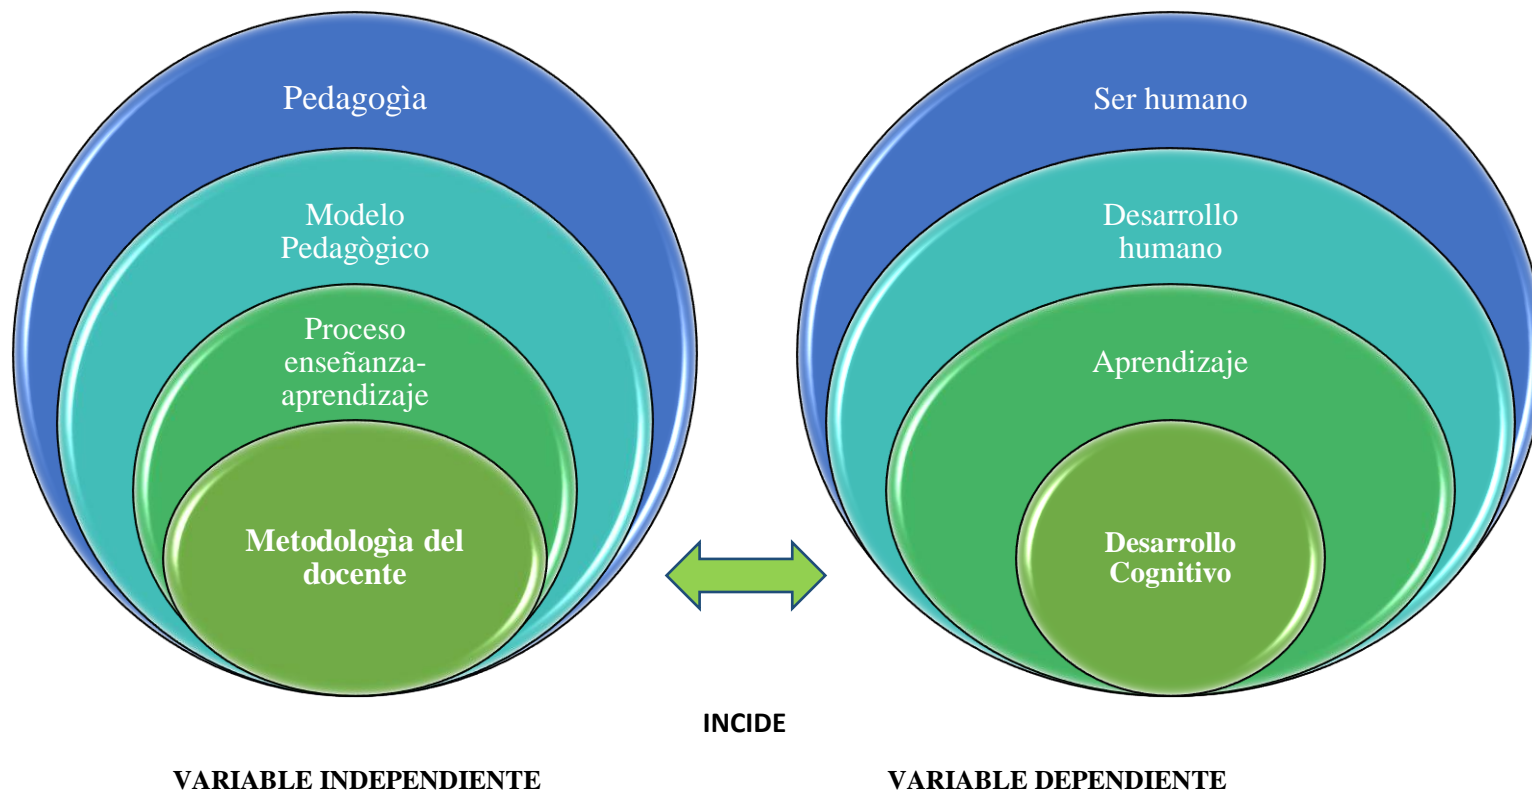 Pedagogìa
Modelo
Pedagògico
Proceso
enseñanza-
aprendizaje
Metodologìa del
docente
Ser humano
Desarrollo
humano
Aprendizaje
Desarrollo
Cognitivo
INCIDE
VARIABLE INDEPENDIENTE
VARIABLE DEPENDIENTE